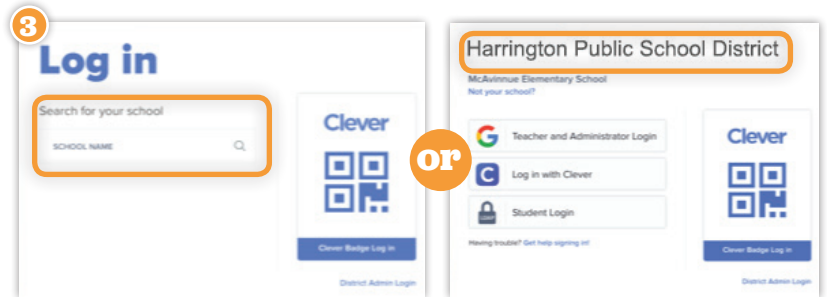 3
Log in
Search for your school
SCHOOL NAME
Clever
Clever Badge Log in
District Admin Login
or
Harrington Public School District
McAvinnue Elementary School
Not your school?
Teacher and Administrator Login
Log in with Clever
Student Login
Having trouble? Get help signing in!
Clever
Clever Badge Log in
District Admin Login